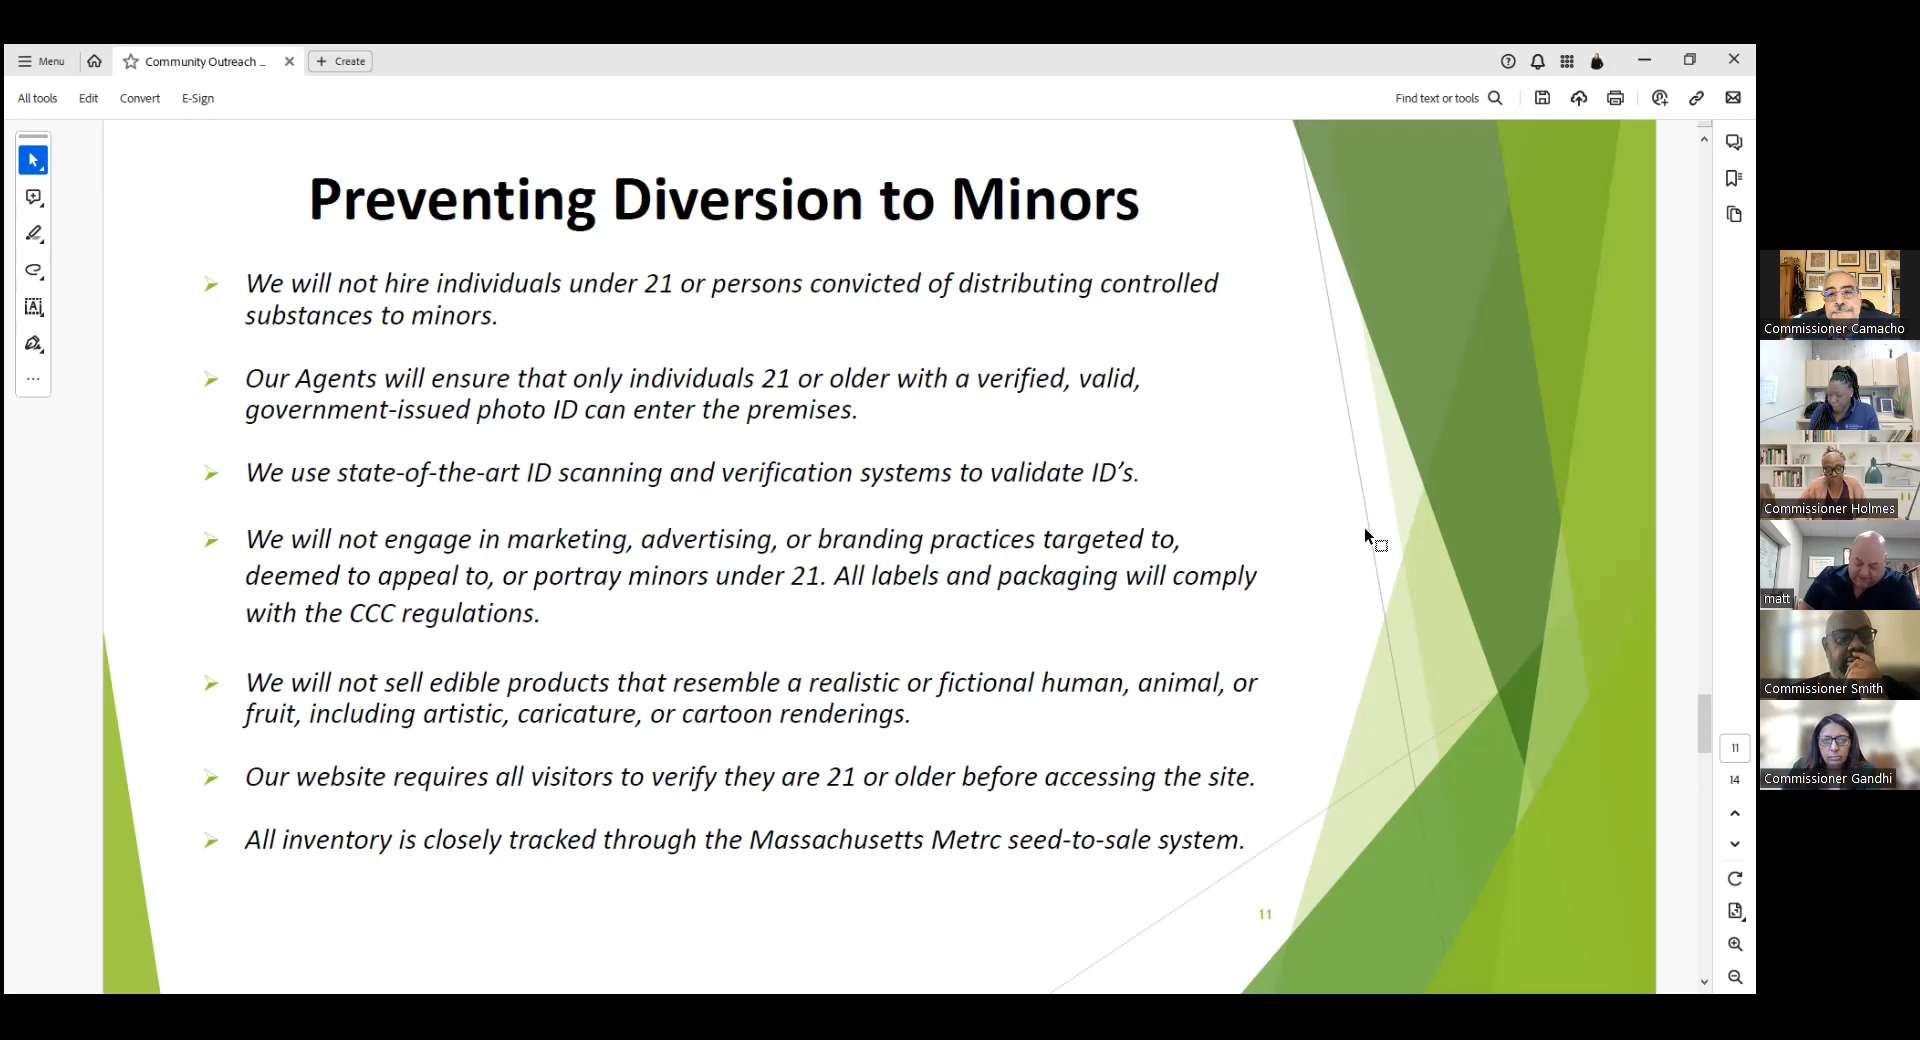 Menu
Community Outreach ...
Create
All tools
Edit
Convert
E-Sign
Find text or tools
Preventing Diversion to Minors
We will not hire individuals under 21 or persons convicted of distributing controlled
substances to minors.
Our Agents will ensure that only individuals 21 or older with a verified, valid,
government-issued photo ID can enter the premises.
We use state-of-the-art ID scanning and verification systems to validate ID’s.
We will not engage in marketing, advertising, or branding practices targeted to,
deemed to appeal to, or portray minors under 21. All labels and packaging will comply
with the CCC regulations.
We will not sell edible products that resemble a realistic or fictional human, animal, or
fruit, including artistic, caricature, or cartoon renderings.
Our website requires all visitors to verify they are 21 or older before accessing the site.
All inventory is closely tracked through the Massachusetts Metrc seed-to-sale system.
11
11
14
Commissioner Camacho
Commissioner Holmes
matt
Commissioner Smith
Commissioner Gandhi